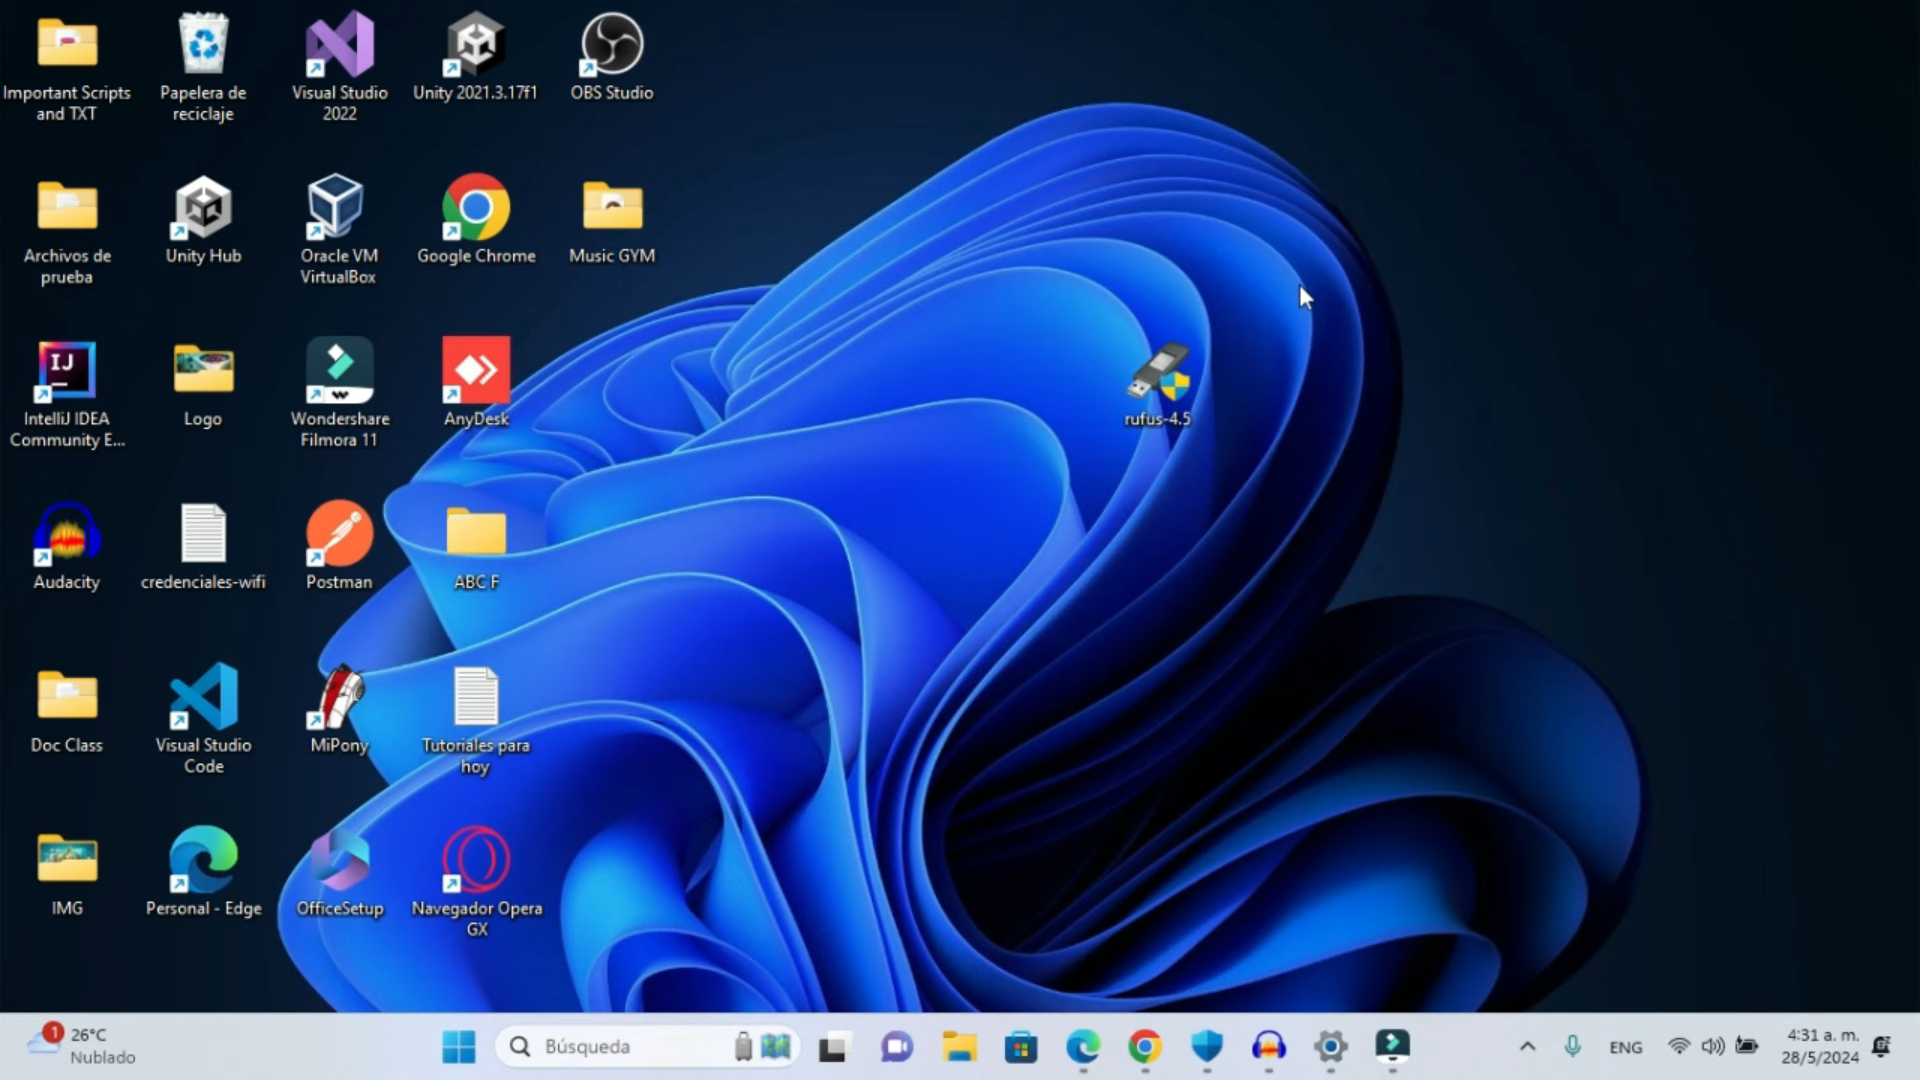 Important Scripts
and TXT
Papelera de
reciclaje
Visual Studio
2022
Unity 2021.3.17f1
OBS Studio
Archivos de
prueba
Unity Hub
Oracle VM
VirtualBox
Google Chrome
Music GYM
IJ
IntelliJ IDEA
Community E...
Logo
Wondershare
Filmora 11
AnyDesk
rufus-4.5
Audacity
credenciales-wifi
Postman
ABC F
Doc Class
Visual Studio
Code
MiPony
Tutoriales para
hoy
IMG
Personal - Edge
OfficeSetup
Navegador Opera
GX
1
26°C
Nublado
Búsqueda
ENG
4:31 a. m.
28/5/2024